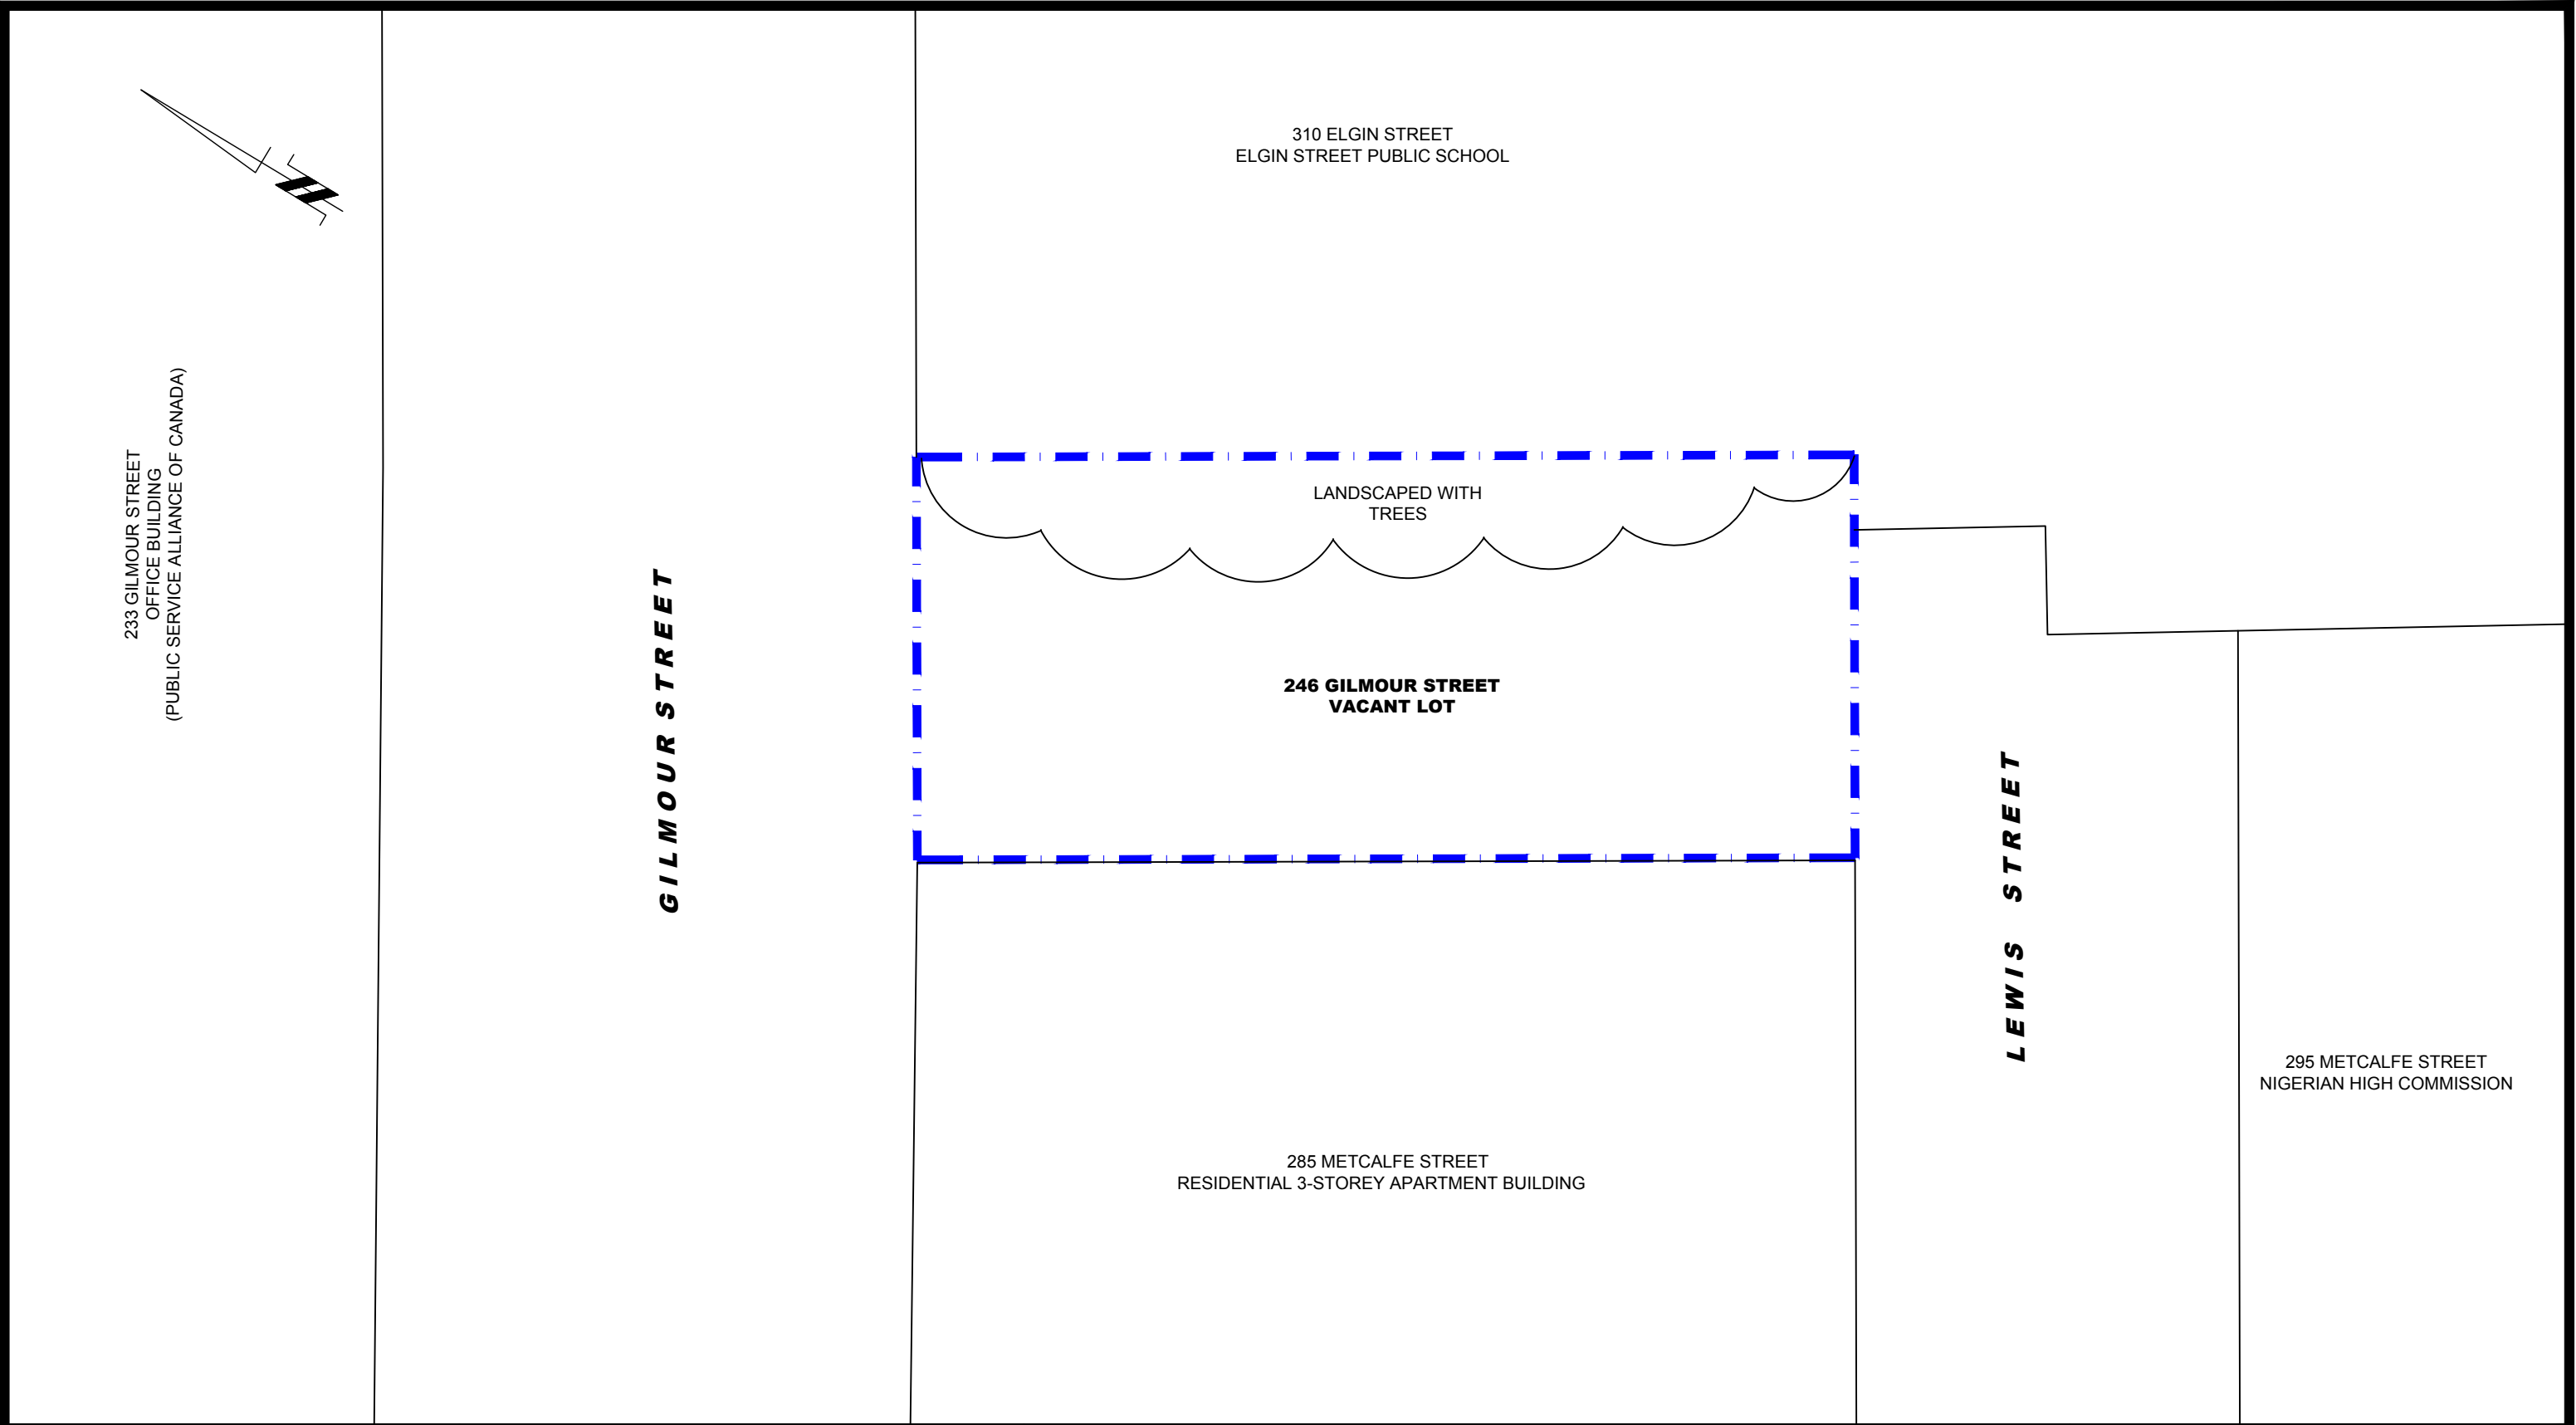 310 ELGIN STREET
ELGIN STREET PUBLIC SCHOOL
233 GILMOUR STREET
OFFICE BUILDING
(PUBLIC SERVICE ALLIANCE OF CANADA)
GILMOUR STREET
LANDSCAPED WITH
TREES
246 GILMOUR STREET
VACANT LOT
LEWIS STREET
295 METCALFE STREET
NIGERIAN HIGH COMMISSION
285 METCALFE STREET
RESIDENTIAL 3-STOREY APARTMENT BUILDING